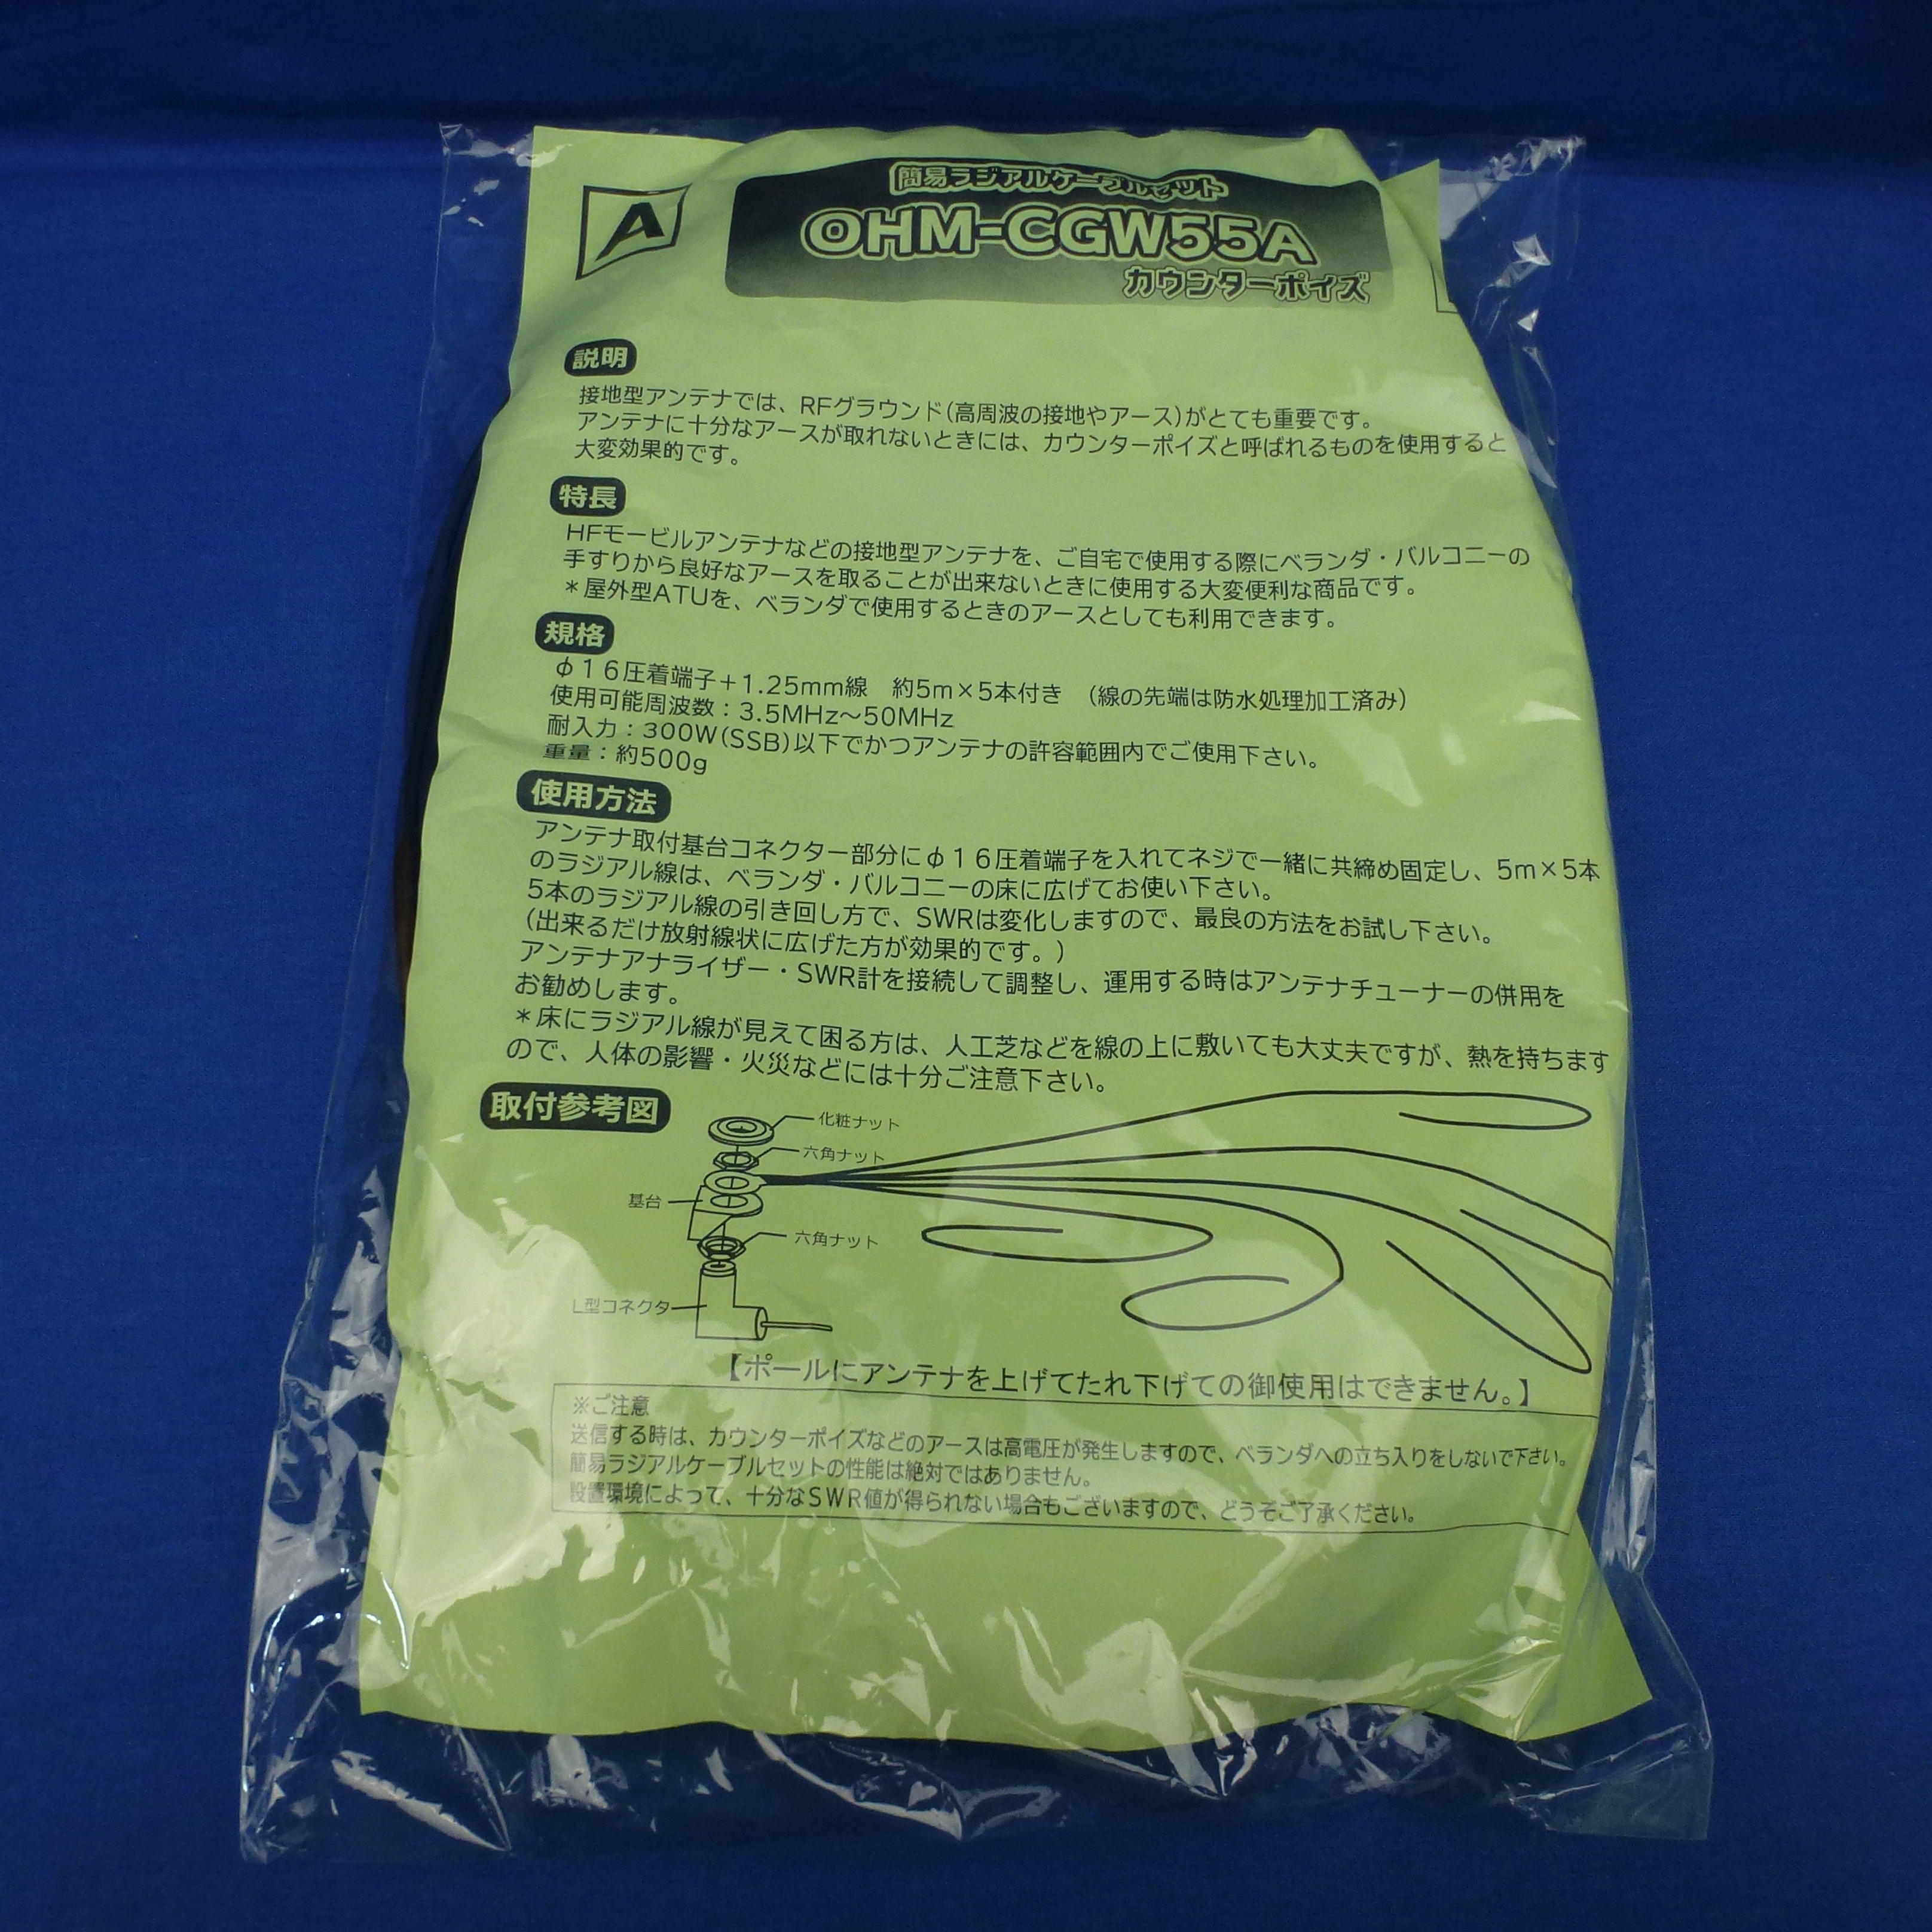 A
簡易ラジアルケーブルセット
OHM-CGW55A
カウンターポイズ
説明
接地型アンテナでは、RFグラウンド(高周波の接地やアース)がとても重要です。
アンテナに十分なアースが取れないときには、カウンターポイズと呼ばれるものを使用すると
大変効果的です。
特長
HFモービルアンテナなどの接地型アンテナを、ご自宅で使用する際にベランダ・バルコニーの
手すりから良好なアースを取ることが出来ないときに使用する大変便利な商品です。
＊屋外型ATUを、ベランダで使用するときのアースとしても利用できます。
規格
φ16圧着端子＋1.25mm線　約5m×5本付き　(線の先端は防水処理加工済み)
使用可能周波数：3.5MHz～50MHz
耐入力：300W(SSB)以下でかつアンテナの許容範囲内でご使用下さい。
重量：約500g
使用方法
アンテナ取付基台コネクター部分にφ16圧着端子を入れてネジで一緒に共締め固定し、5m×5本
のラジアル線は、ベランダ・バルコニーの床に広げてお使い下さい。
5本のラジアル線の引き回し方で、SWRは変化しますので、最良の方法をお試し下さい。
(出来るだけ放射線状に広げた方が効果的です。)
アンテナアナライザー・SWR計を接続して調整し、運用する時はアンテナチューナーの併用を
お勧めします。
＊床にラジアル線が見えて困る方は、人工芝などを線の上に敷いても大丈夫ですが、熱を持ちます
ので、人体の影響・火災などには十分ご注意下さい。
取付参考図
化粧ナット
六角ナット
基台
六角ナット
L型コネクター
【ポールにアンテナを上げてたれ下げての御使用はできません。】
※ご注意
送信する時は、カウンターポイズなどのアースは高電圧が発生しますので、ベランダへの立ち入りをしないで下さい。
簡易ラジアルケーブルセットの性能は絶対ではありません。
設置環境によって、十分なSWR値が得られない場合もございますので、どうぞご了承ください。